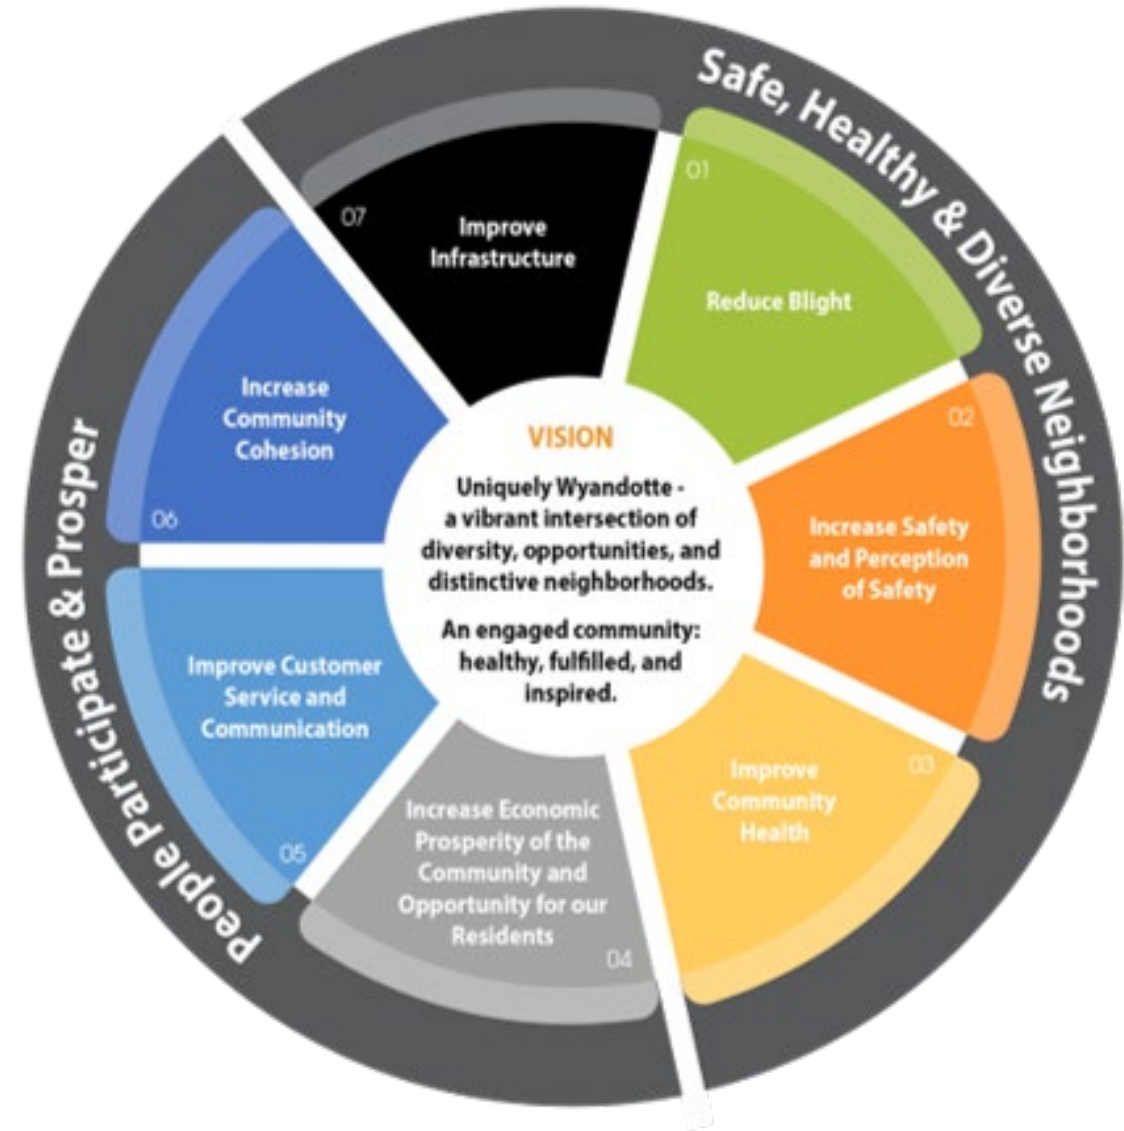 Safe, Healthy & Diverse Neighborhoods
People Participate & Prosper
01
Reduce Blight
02
Increase Safety
and Perception
of Safety
03
Improve
Community
Health
Increase Economic
Prosperity of the
Community and
Opportunity for our
Residents
04
Improve Customer
Service and
Communication
05
Increase
Community
Cohesion
06
07
Improve
Infrastructure
VISION
Uniquely Wyandotte -
a vibrant intersection of
diversity, opportunities, and
distinctive neighborhoods.
An engaged community:
healthy, fulfilled, and
inspired.